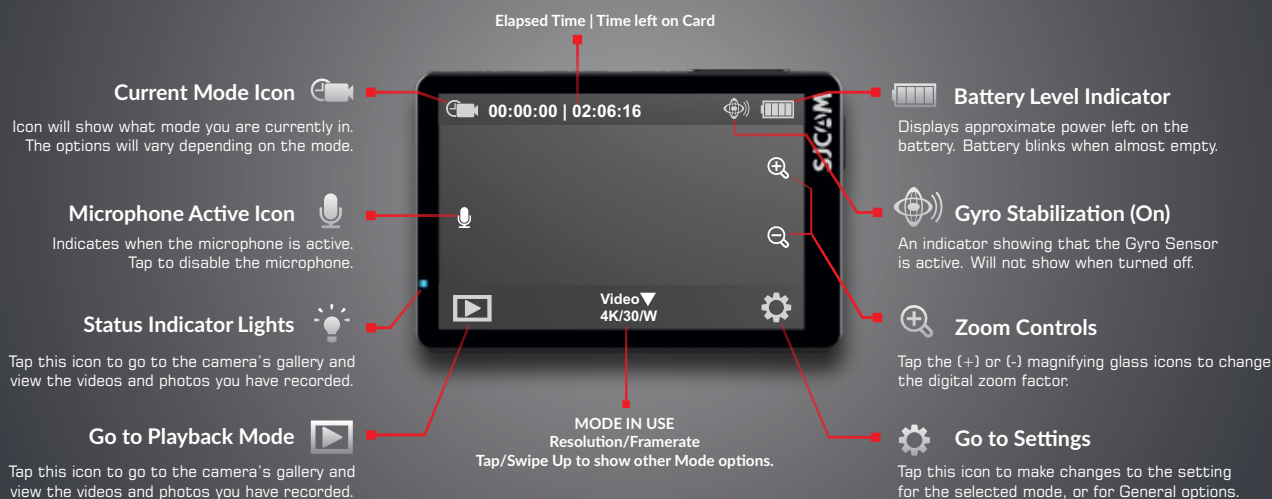 Elapsed Time | Time left on Card
Current Mode Icon
Icon will show what mode you are currently in.
The options will vary depending on the mode.
Microphone Active Icon
Indicates when the microphone is active.
Tap to disable the microphone.
Status Indicator Lights
Tap this icon to go to the camera's gallery and
view the videos and photos you have recorded.
Go to Playback Mode
Tap this icon to go to the camera's gallery and
view the videos and photos you have recorded.
00:00:00 | 02:06:16
SJCAM
Video▼
4K/30/W
MODE IN USE
Resolution/Framerate
Tap/Swipe Up to show other Mode options.
Battery Level Indicator
Displays approximate power left on the
battery. Battery blinks when almost empty.
Gyro Stabilization (On)
An indicator showing that the Gyro Sensor
is active. Will not show when turned off.
Zoom Controls
Tap the (+) or (-) magnifying glass icons to change
the digital zoom factor.
Go to Settings
Tap this icon to make changes to the setting
for the selected mode, or for General options.